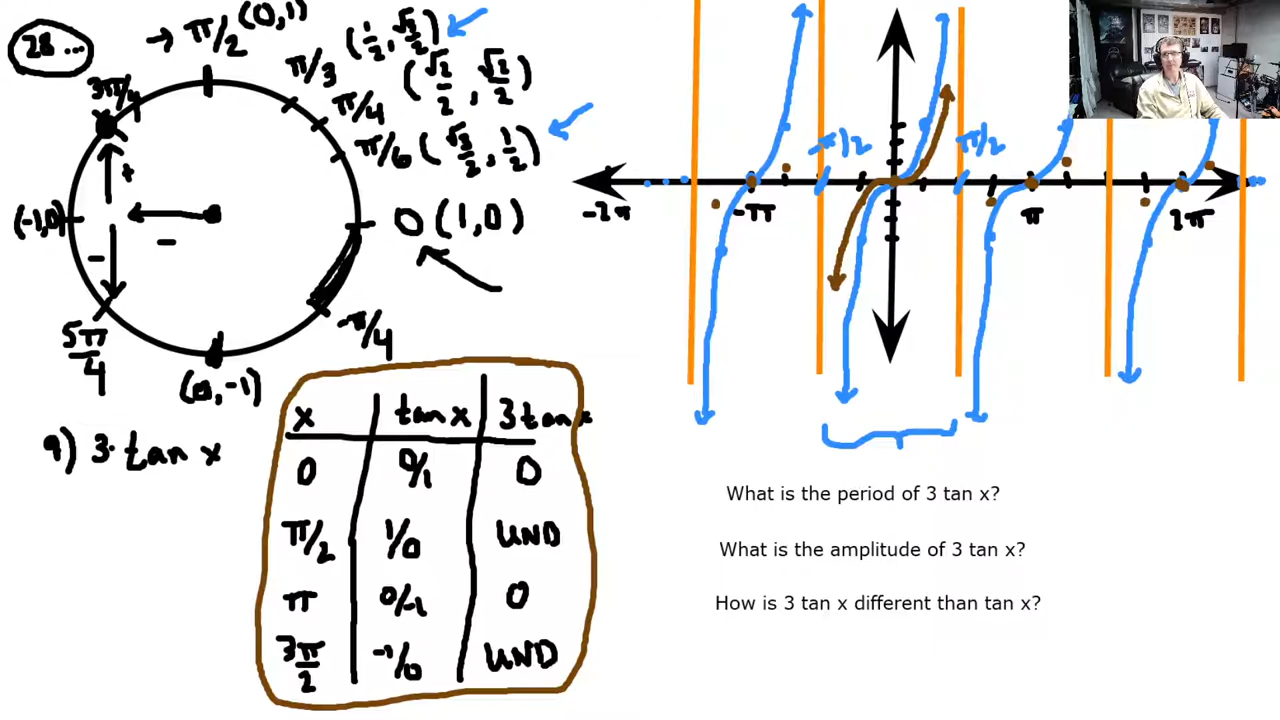 28...
→ π/2 (0,1)
π/3 (1/2, √3/2)
π/4 (√2/2, √2/2)
π/6 (√3/2, 1/2)
0 (1,0)
3π/4
+
(-1,0)
-
-
5π/4
(0,-1)
-π/4
9) 3·tan x
x | tan x | 3 tan x
0 | 0/1 | 0
π/2 | 1/0 | UND
π | 0/-1 | 0
3π/2 | -1/0 | UND
-2π
-π
-π/2
π/2
π
2π
What is the period of 3 tan x?
What is the amplitude of 3 tan x?
How is 3 tan x different than tan x?